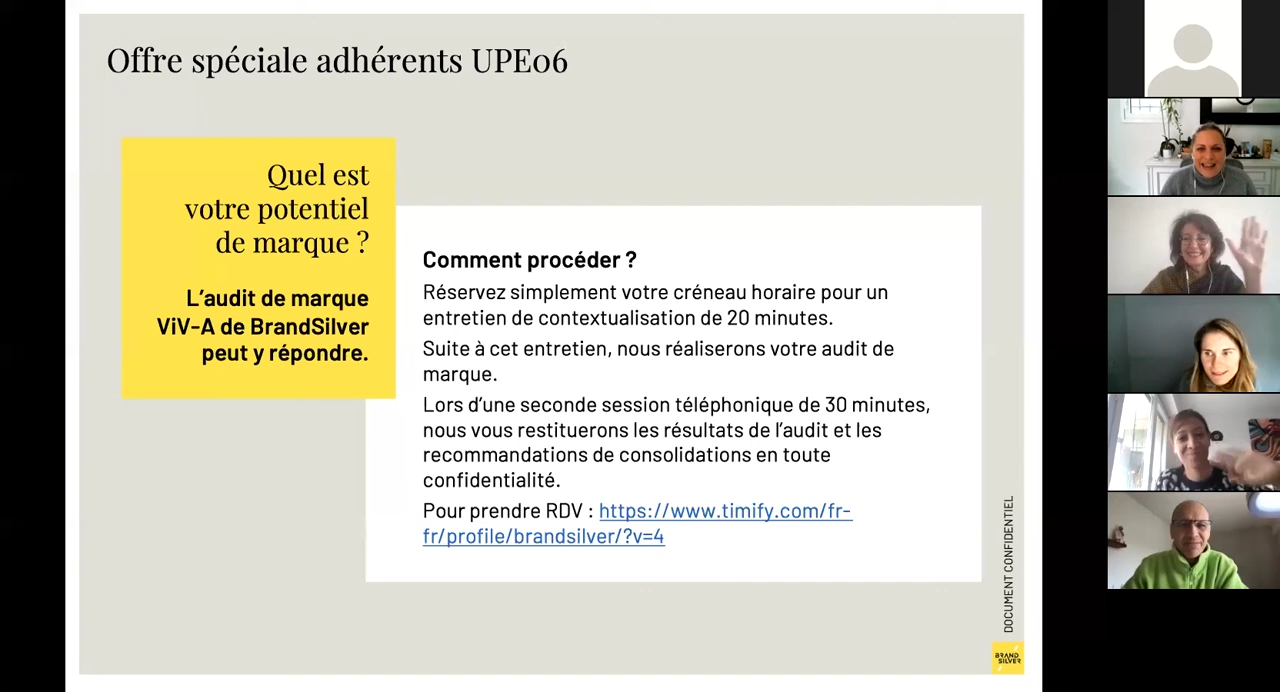 Offre spéciale adhérents UPE06
Quel est
votre potentiel
de marque ?
L'audit de marque
ViV-A de BrandSilver
peut y répondre.
Comment procéder ?
Réservez simplement votre créneau horaire pour un
entretien de contextualisation de 20 minutes.
Suite à cet entretien, nous réaliserons votre audit de
marque.
Lors d'une seconde session téléphonique de 30 minutes,
nous vous restituerons les résultats de l'audit et les
recommandations de consolidations en toute
confidentialité.
Pour prendre RDV : https://www.timify.com/fr-
fr/profile/brandsilver/?v=4
DOCUMENT CONFIDENTIEL
BRAND
SILVER